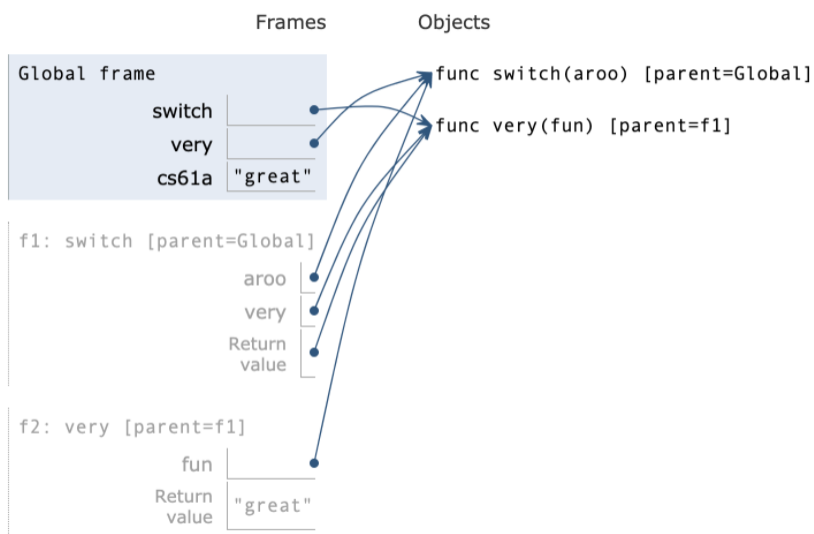 Frames Objects
Global frame
func switch(aroo) [parent=Global]
switch
func very(fun) [parent=f1]
very
cs61a "great"
f1: switch [parent=Global]
aroo
very
Return
value
f2: very [parent=f1]
fun
Return
value "great"